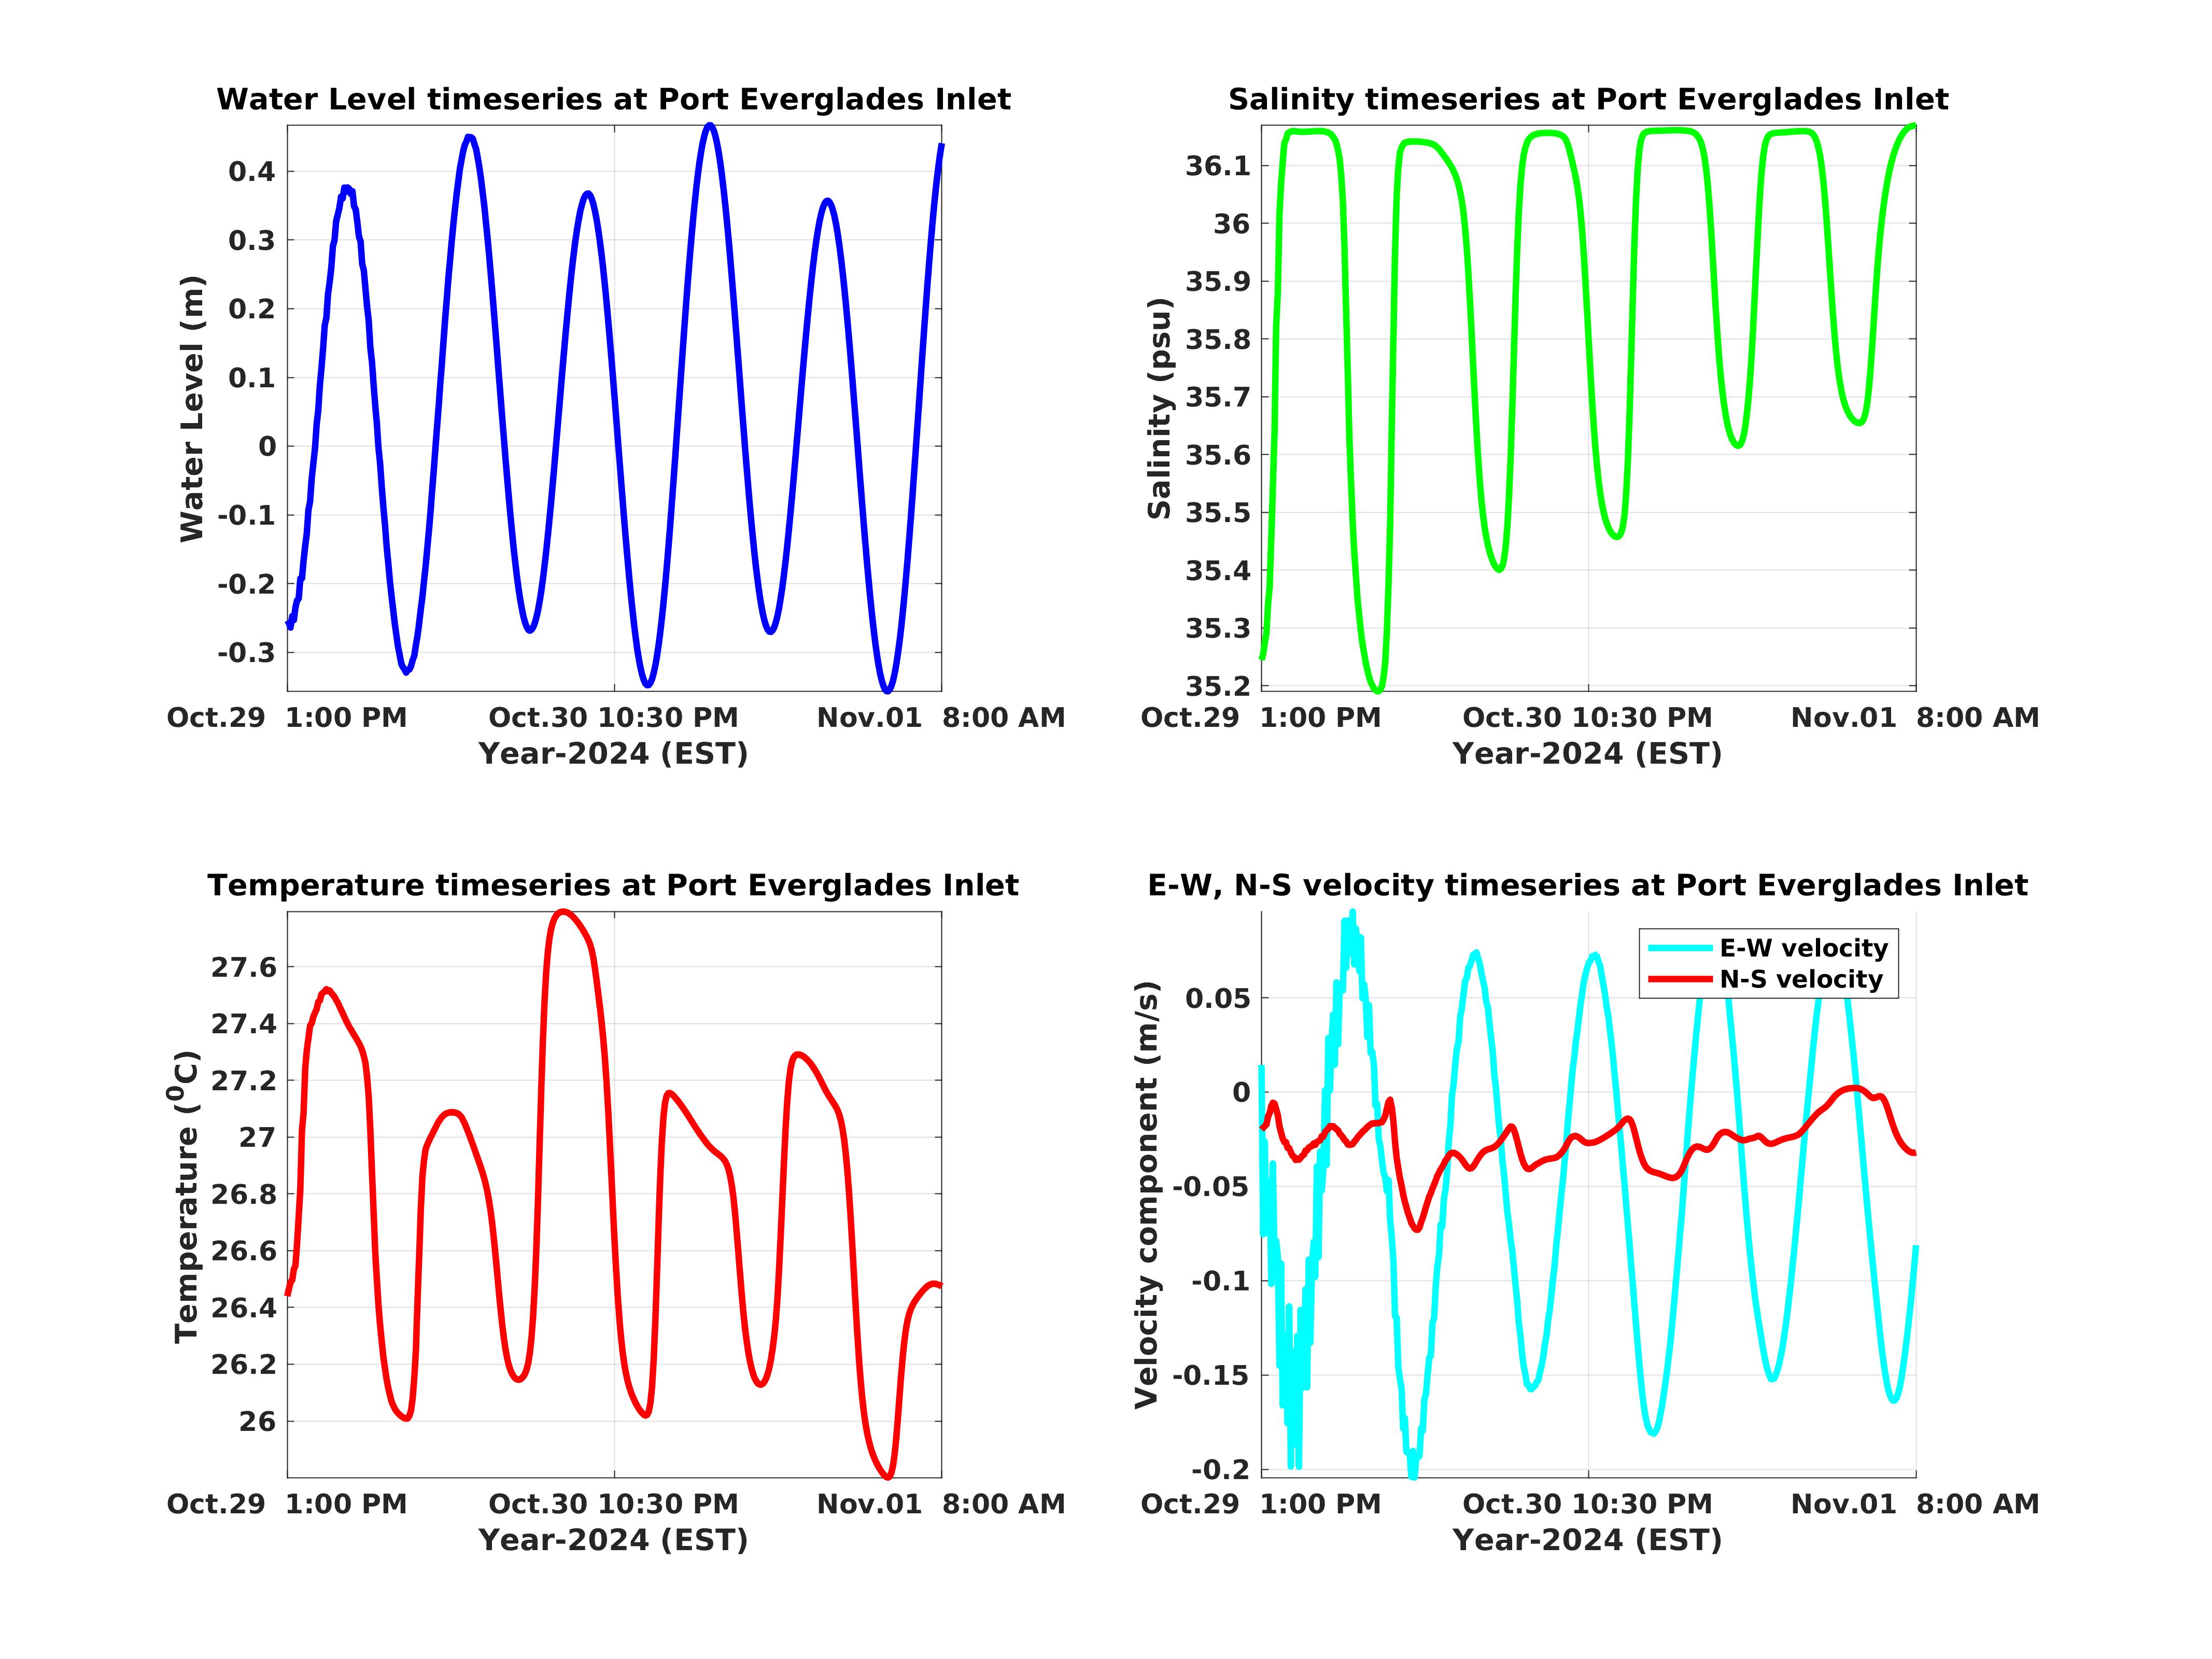 Water Level timeseries at Port Everglades Inlet
0.4
0.3
0.2
0.1
0
-0.1
-0.2
-0.3
Water Level (m)
Oct.29 1:00 PM Oct.30 10:30 PM Nov.01 8:00 AM
Year-2024 (EST)
Salinity timeseries at Port Everglades Inlet
36.1
36
35.9
35.8
35.7
35.6
35.5
35.4
35.3
35.2
Salinity (psu)
Oct.29 1:00 PM Oct.30 10:30 PM Nov.01 8:00 AM
Year-2024 (EST)
Temperature timeseries at Port Everglades Inlet
27.6
27.4
27.2
27
26.8
26.6
26.4
26.2
26
Temperature (⁰C)
Oct.29 1:00 PM Oct.30 10:30 PM Nov.01 8:00 AM
Year-2024 (EST)
E-W, N-S velocity timeseries at Port Everglades Inlet
E-W velocity
N-S velocity
0.05
0
-0.05
-0.1
-0.15
-0.2
Velocity component (m/s)
Oct.29 1:00 PM Oct.30 10:30 PM Nov.01 8:00 AM
Year-2024 (EST)